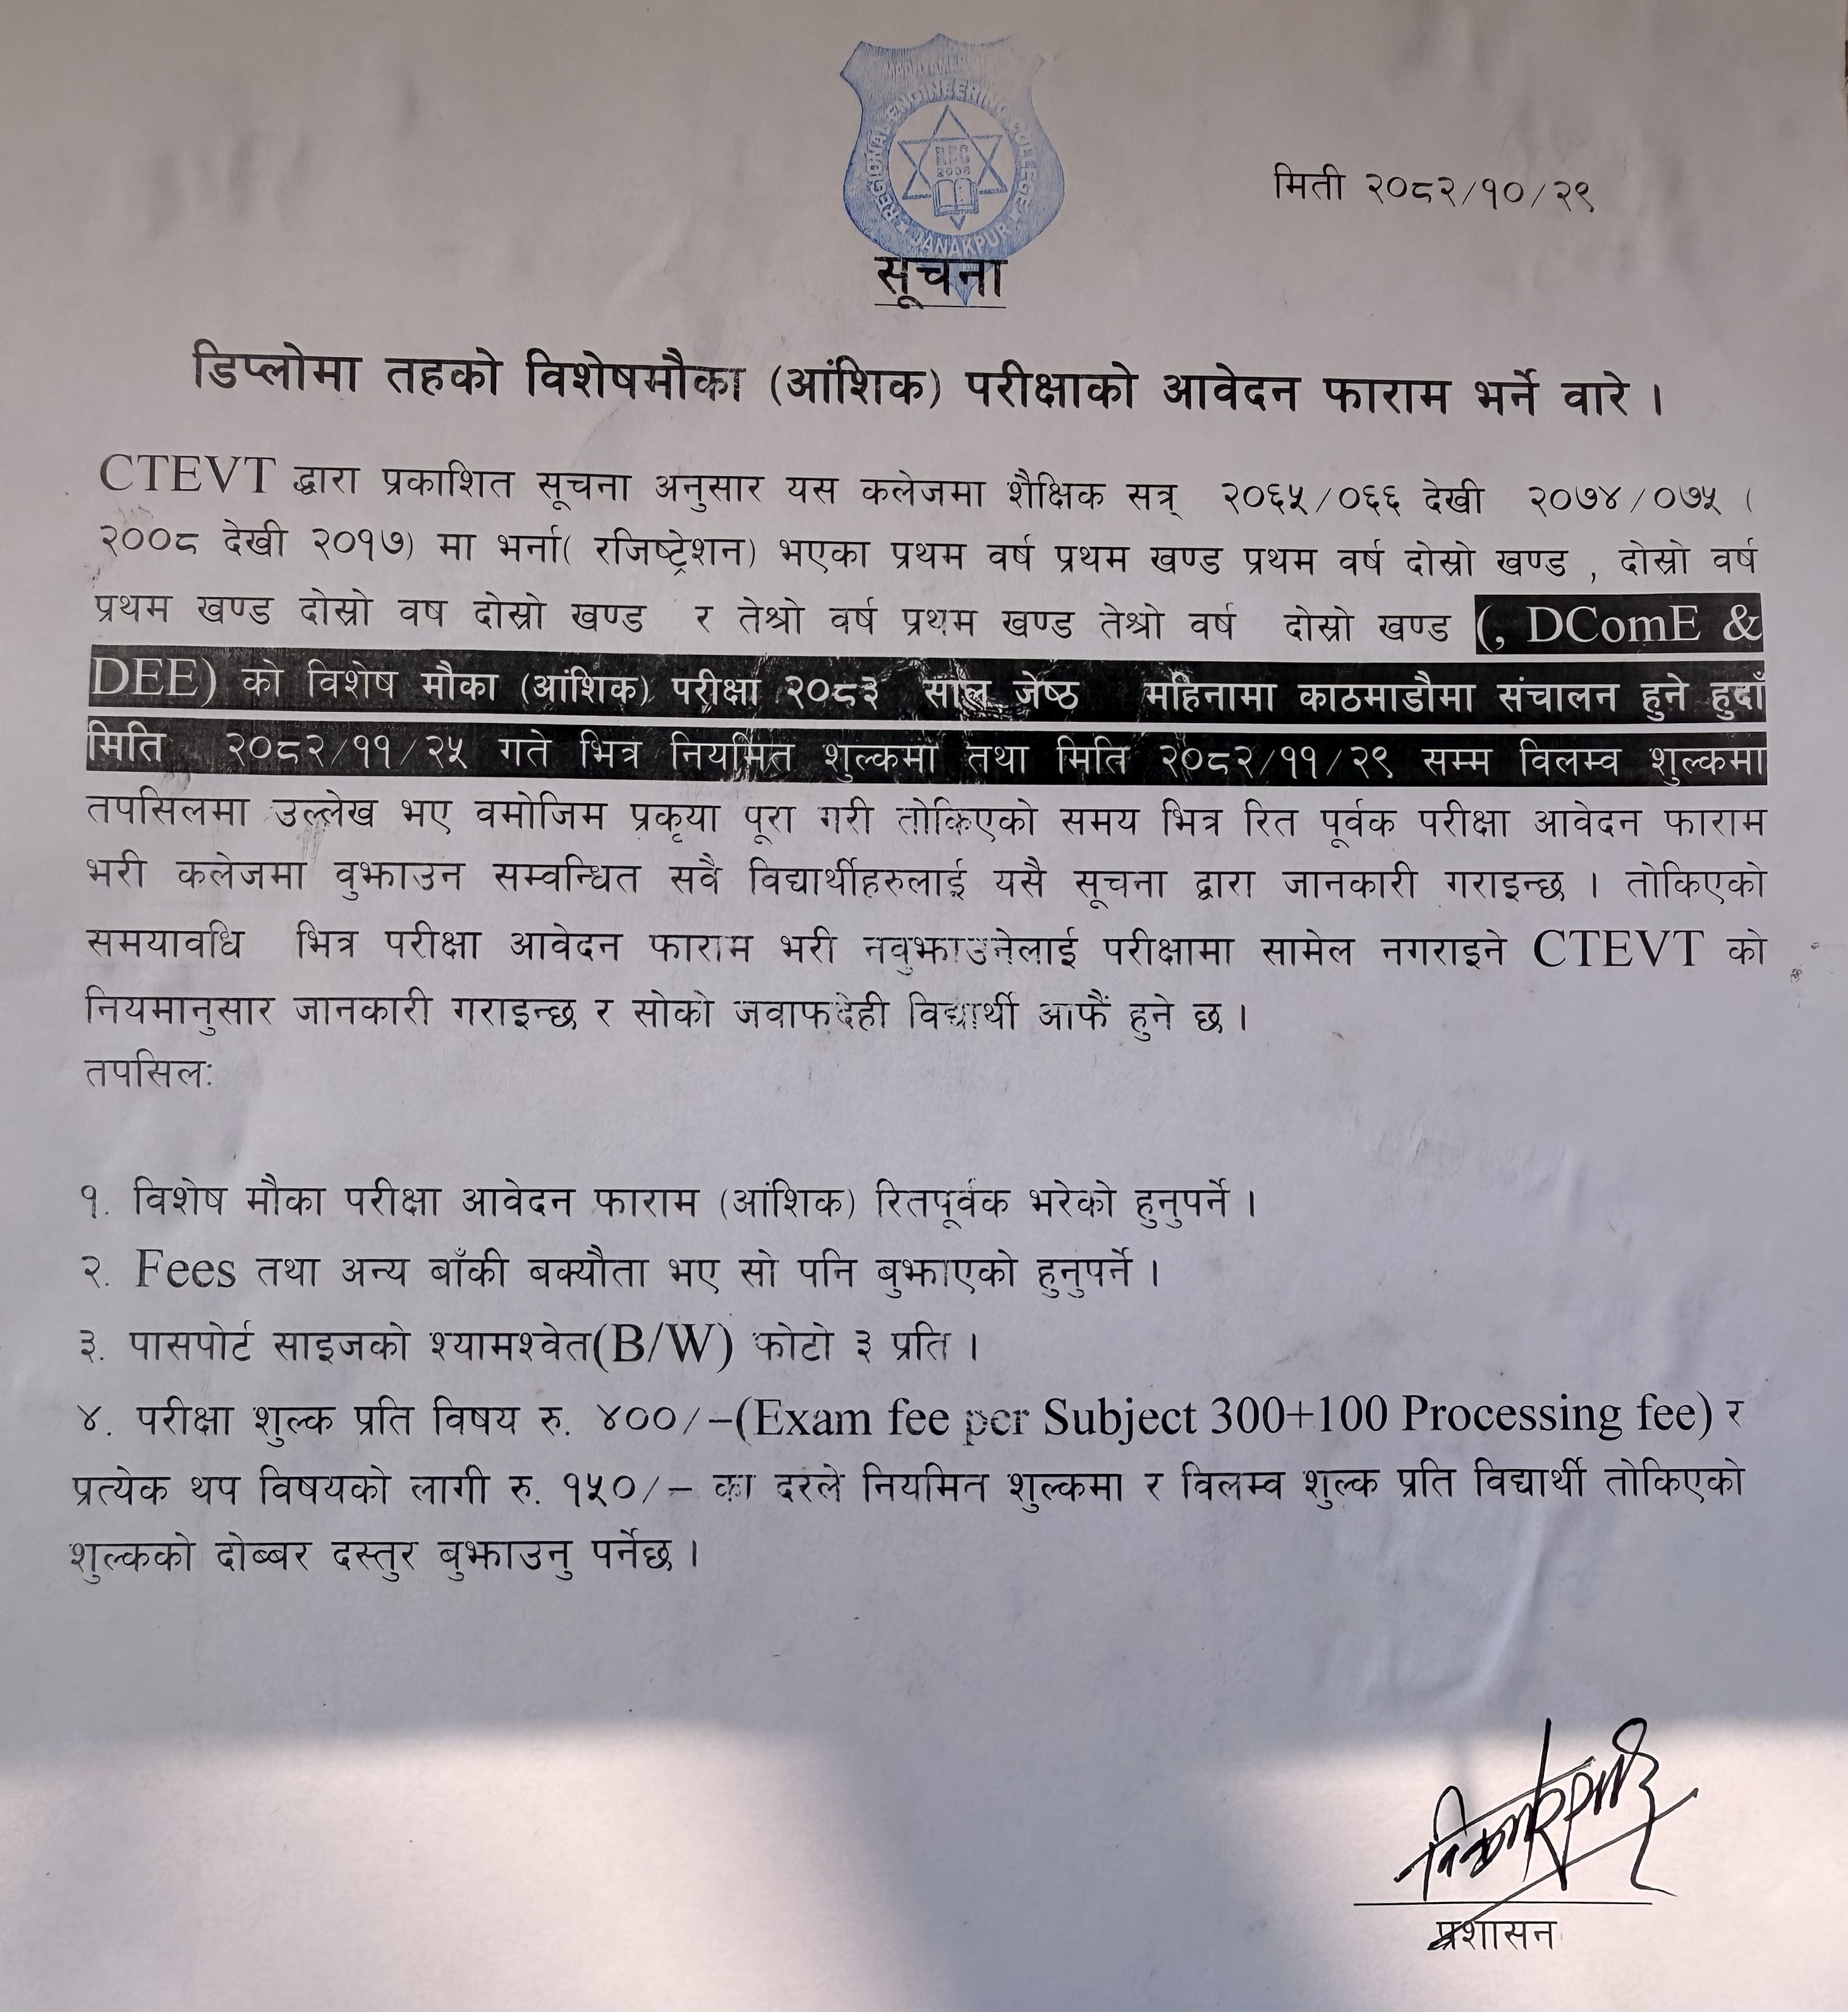 REGIONAL ENGINEERING COLLEGE
REC
2008
JANAKPUR
मिती २०८२/१०/२९
सूचना
डिप्लोमा तहको विशेषमौका (आंशिक) परीक्षाको आवेदन फाराम भर्ने वारे ।
CTEVT द्धारा प्रकाशित सूचना अनुसार यस कलेजमा शैक्षिक सत्र् २०६५/०६६ देखी २०७४/०७५ (
२००८ देखी २०१७) मा भर्ना( रजिष्ट्रेशन) भएका प्रथम वर्ष प्रथम खण्ड प्रथम वर्ष दोस्रो खण्ड , दोस्रो वर्ष
प्रथम खण्ड दोस्रो वष दोस्रो खण्ड र तेश्रो वर्ष प्रथम खण्ड तेश्रो वर्ष दोस्रो खण्ड (, DComE &
DEE) को विशेष मौका (आंशिक) परीक्षा २०८३ साल जेष्ठ महिनामा काठमाडौमा संचालन हुने हुदाँ
मिति २०८२/११/२५ गते भित्र नियमित शुल्कमा तथा मिति २०८२/११/२९ सम्म विलम्व शुल्कमा
तपसिलमा उल्लेख भए वमोजिम प्रकृया पूरा गरी तोकिएको समय भित्र रित पूर्वक परीक्षा आवेदन फाराम
भरी कलेजमा वुझाउन सम्वन्धित सवै विद्यार्थीहरुलाई यसै सूचना द्वारा जानकारी गराइन्छ । तोकिएको
समयावधि भित्र परीक्षा आवेदन फाराम भरी नवुझाउनेलाई परीक्षामा सामेल नगराइने CTEVT को
नियमानुसार जानकारी गराइन्छ र सोको जवाफदेही विद्यार्थी आफैं हुने छ ।
तपसिलः
१. विशेष मौका परीक्षा आवेदन फाराम (आंशिक) रितपूर्वक भरेको हुनुपर्ने ।
२. Fees तथा अन्य बाँकी बक्यौता भए सो पनि बुझाएको हुनुपर्ने ।
३. पासपोर्ट साइजको श्यामश्वेत(B/W) फोटो ३ प्रति ।
४. परीक्षा शुल्क प्रति विषय रु. ४००/-(Exam fee per Subject 300+100 Processing fee) र
प्रत्येक थप विषयको लागी रु. १५०/- का दरले नियमित शुल्कमा र विलम्व शुल्क प्रति विद्यार्थी तोकिएको
शुल्कको दोब्बर दस्तुर बुझाउनु पर्नेछ ।
प्रशासन